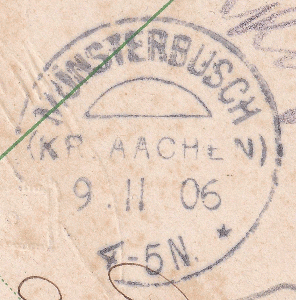 MÜNSTERBUSCH
(KR. AACHEN)
9.11 06
4-5N. *